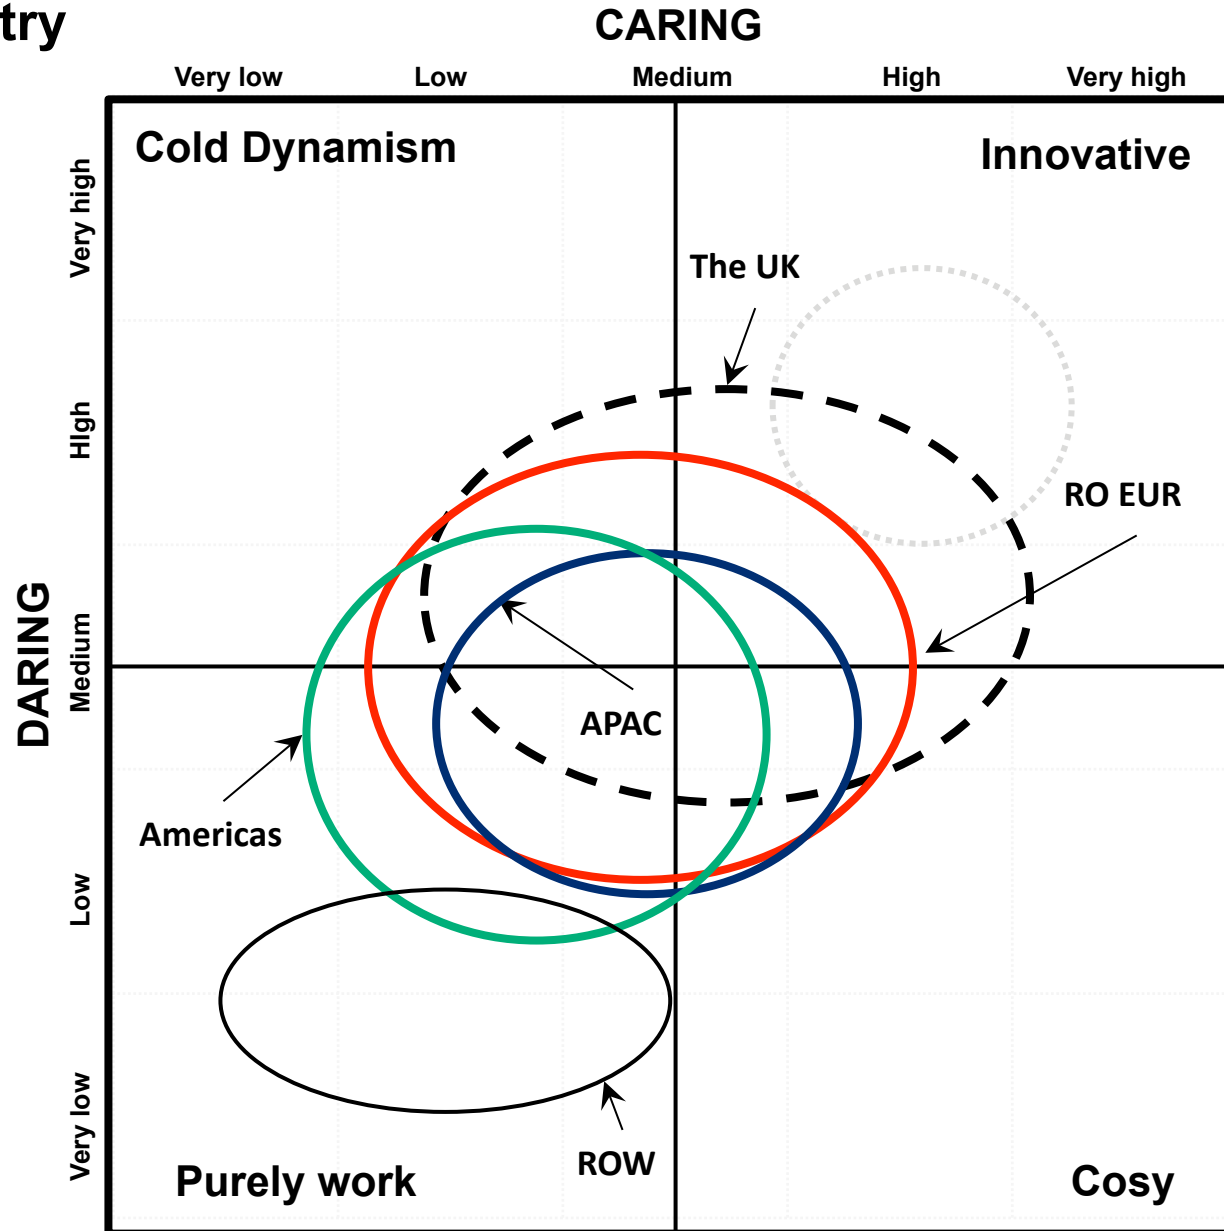 try
CARING
Very low Low Medium High Very high
Cold Dynamism
Innovative
Very high
The UK
HIgh
RO EUR
DARING
Medium
APAC
Americas
Low
Very low
ROW
Purely work
Cosy